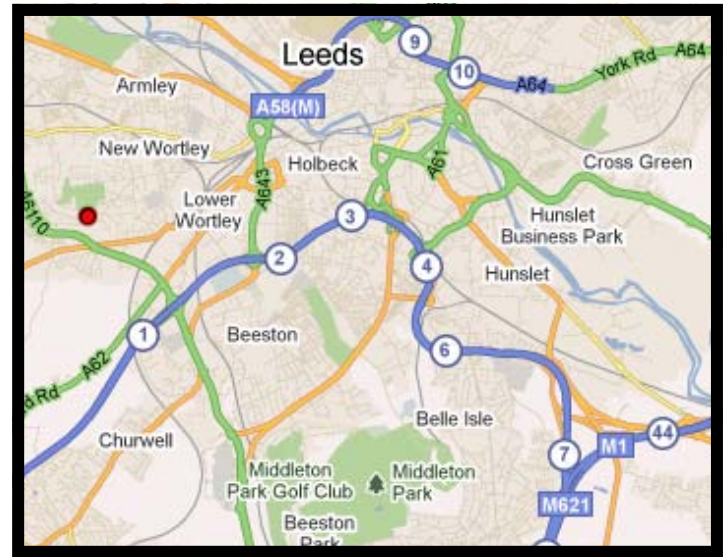 Leeds
9
10
A64
York Rd
A64
Armley
A58(M)
New Wortley
Holbeck
A61
Cross Green
A6110
Lower
Wortley
A643
3
Hunslet
Business Park
2
4
Hunslet
1
Beeston
6
A62
rd Rd
Belle Isle
Churwell
44
M1
7
Middleton
Park Golf Club
Middleton
Park
M621
Beeston
Park